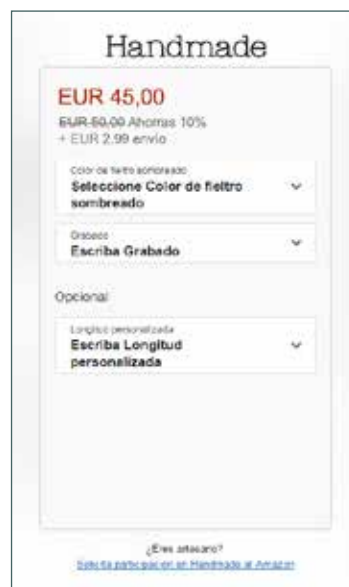 Handmade
EUR 45,00
EUR 50,00 Ahorras 10%
+ EUR 2,99 envío
Color de fieltro sombreado
Seleccione Color de fieltro
sombreado
Grabado
Escriba Grabado
Opcional
Longitud personalizada
Escriba Longitud
personalizada
¿Eres artesano?
Solicita participación en Handmade at Amazon